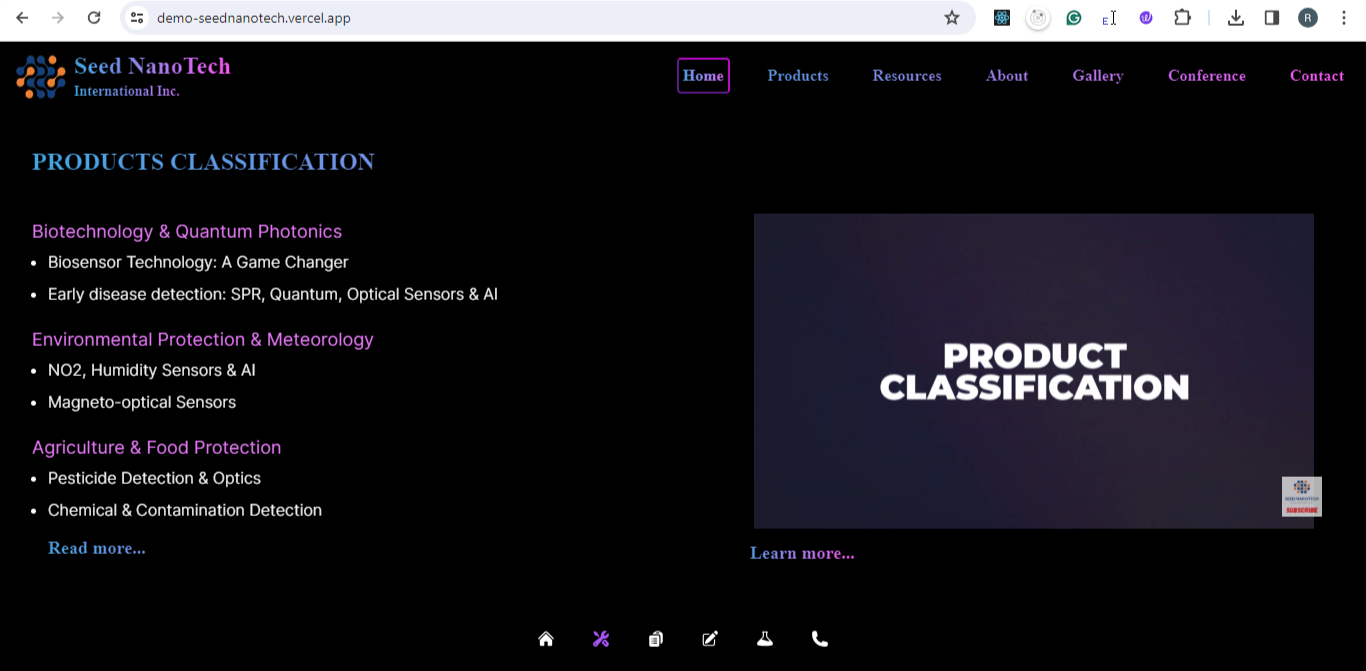 demo-seednanotech.vercel.app
R
Seed NanoTech
International Inc.
Home Products Resources About Gallery Conference Contact
PRODUCTS CLASSIFICATION
Biotechnology & Quantum Photonics
• Biosensor Technology: A Game Changer
• Early disease detection: SPR, Quantum, Optical Sensors & AI
Environmental Protection & Meteorology
• NO2, Humidity Sensors & AI
• Magneto-optical Sensors
Agriculture & Food Protection
• Pesticide Detection & Optics
• Chemical & Contamination Detection
Read more...
PRODUCT
CLASSIFICATION
SEED NANOTECH
SUBSCRIBE
Learn more...